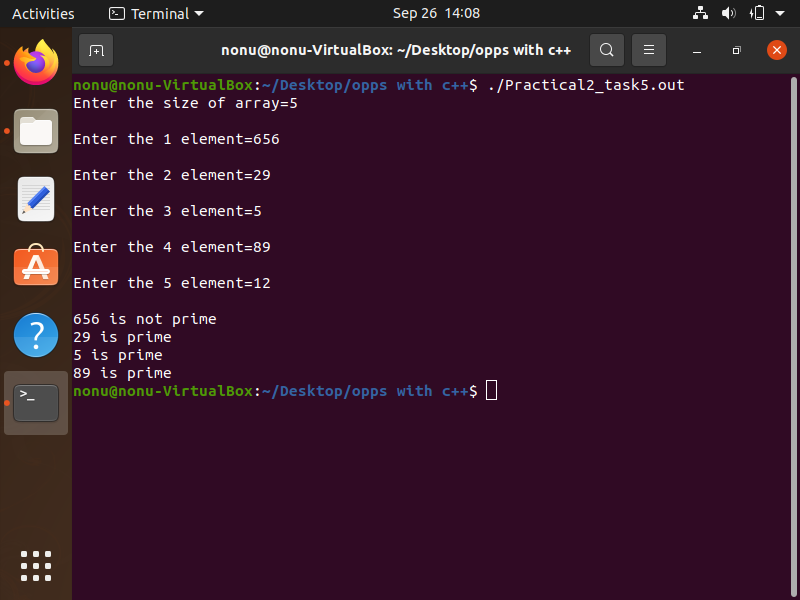 Activities Terminal Sep 26 14:08
nonu@nonu-VirtualBox: ~/Desktop/opps with c++
nonu@nonu-VirtualBox:~/Desktop/opps with c++$ ./Practical2_task5.out
Enter the size of array=5
Enter the 1 element=656
Enter the 2 element=29
Enter the 3 element=5
Enter the 4 element=89
Enter the 5 element=12
656 is not prime
29 is prime
5 is prime
89 is prime
nonu@nonu-VirtualBox:~/Desktop/opps with c++$